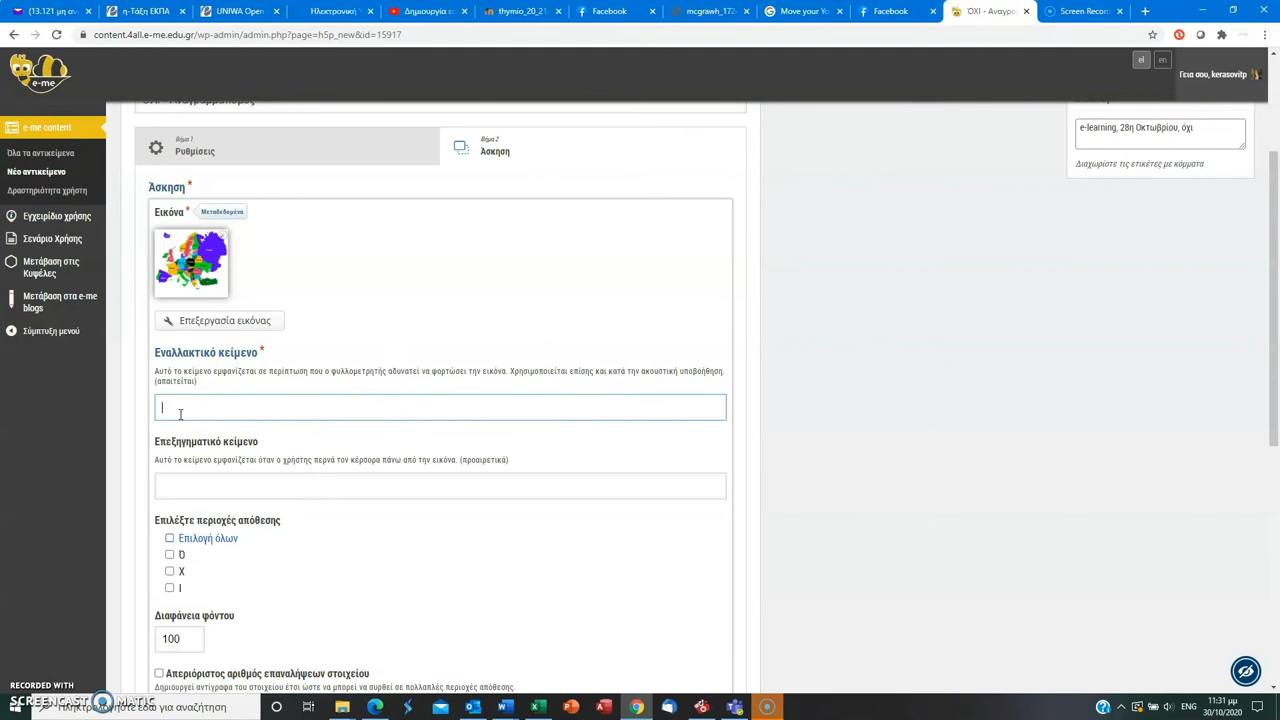 (13.121 μη αν
η-Τάξη ΕΚΠΑ
UNIWA Open
Ηλεκτρονική
Δημιουργία α
thymio_20_21
Facebook
mcgrawh_172
Move your
Facebook
ΌΧΙ - Αναγρα
Screen Recor
content.4all.e-me.edu.gr/wp-admin/admin.php?page=h5p_new&id=15917
e-me
el en
Γεια σου, kerasovitp
e-me content
Όλα τα αντικείμενα
Νέο αντικείμενο
Δραστηριότητα χρήστη
Εγχειρίδιο χρήσης
Σενάριο Χρήσης
Μετάβαση στις
Κυψέλες
Μετάβαση στα e-me
blogs
Σύμπτυξη μενού
Βήμα 1
Ρυθμίσεις
Βήμα 2
Άσκηση
e-learning, 28η Οκτωβρίου, όχι
Διαχωρίστε τις ετικέτες με κόμματα
Άσκηση *
Εικόνα * Μεταδεδομένα
Επεξεργασία εικόνας
Εναλλακτικό κείμενο *
Αυτό το κείμενο εμφανίζεται σε περίπτωση που ο φυλλομετρητής αδυνατεί να φορτώσει την εικόνα. Χρησιμοποιείται επίσης και κατά την ακουστική υποβοήθηση.
(απαιτείται)
Επεξηγηματικό κείμενο
Αυτό το κείμενο εμφανίζεται όταν ο χρήστης περνά τον κέρσορα πάνω από την εικόνα. (προαιρετικά)
Επιλέξτε περιοχές απόθεσης
Επιλογή όλων
Ό
Χ
Ι
Διαφάνεια φόντου
100
Απεριόριστος αριθμός επαναλήψεων στοιχείου
Δημιουργεί αντίγραφα του στοιχείου έτσι ώστε να μπορεί να συρθεί σε πολλαπλές περιοχές απόθεσης.
RECORDED WITH
SCREENCAST MATIC
Πληκτρολογήστε εδώ για αναζήτηση
ENG
11:31 μμ
30/10/2020